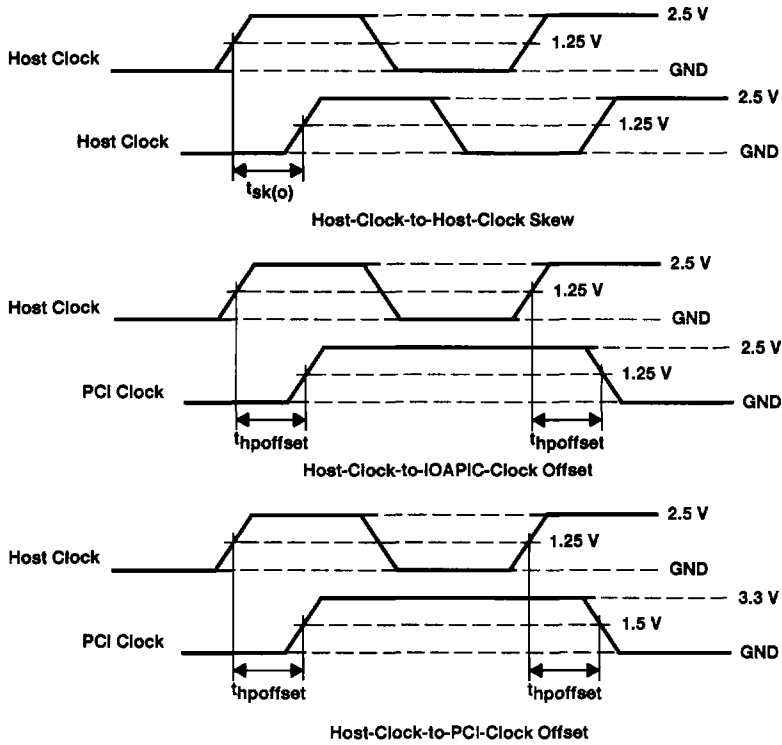 2.5 V
1.25 V
Host Clock
GND
2.5 V
1.25 V
Host Clock
GND
tsk(o)
Host-Clock-to-Host-Clock Skew
2.5 V
1.25 V
Host Clock
GND
2.5 V
1.25 V
PCI Clock
GND
thpoffset thpoffset
Host-Clock-to-IOAPIC-Clock Offset
2.5 V
1.25 V
Host Clock
GND
3.3 V
1.5 V
PCI Clock
GND
thpoffset thpoffset
Host-Clock-to-PCI-Clock Offset